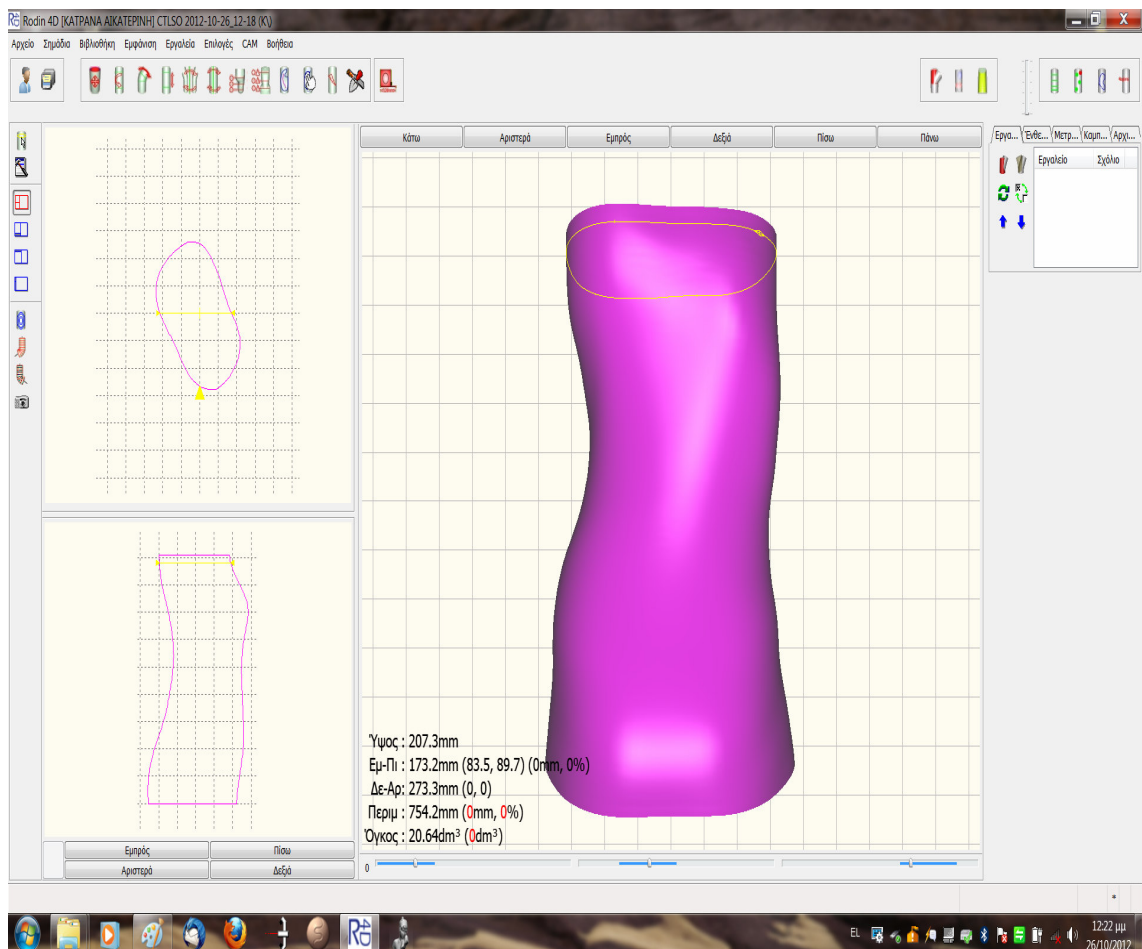 Rodin 4D [ΚΑΤΡΑΝΑ ΑΙΚΑΤΕΡΙΝΗ] CTLSO 2012-10-26_12-18 (K\)
Αρχείο Σημάδια Βιβλιοθήκη Εμφάνιση Εργαλεία Επιλογές CAM Βοήθεια
Κάτω Αριστερά Εμπρός Δεξιά Πίσω Πάνω
Εργα... Ένθε... Μετρ... Καμπ... Αρχι...
Εργαλείο Σχόλιο
Ύψος : 207.3mm
Εμ-Πι : 173.2mm (83.5, 89.7) (0mm, 0%)
Δε-Αρ: 273.3mm (0, 0)
Περιμ : 754.2mm (0mm, 0%)
Όγκος : 20.64dm³ (0dm³)
Εμπρός Πίσω
Αριστερά Δεξιά
0
EL
12:22 μμ
26/10/2012